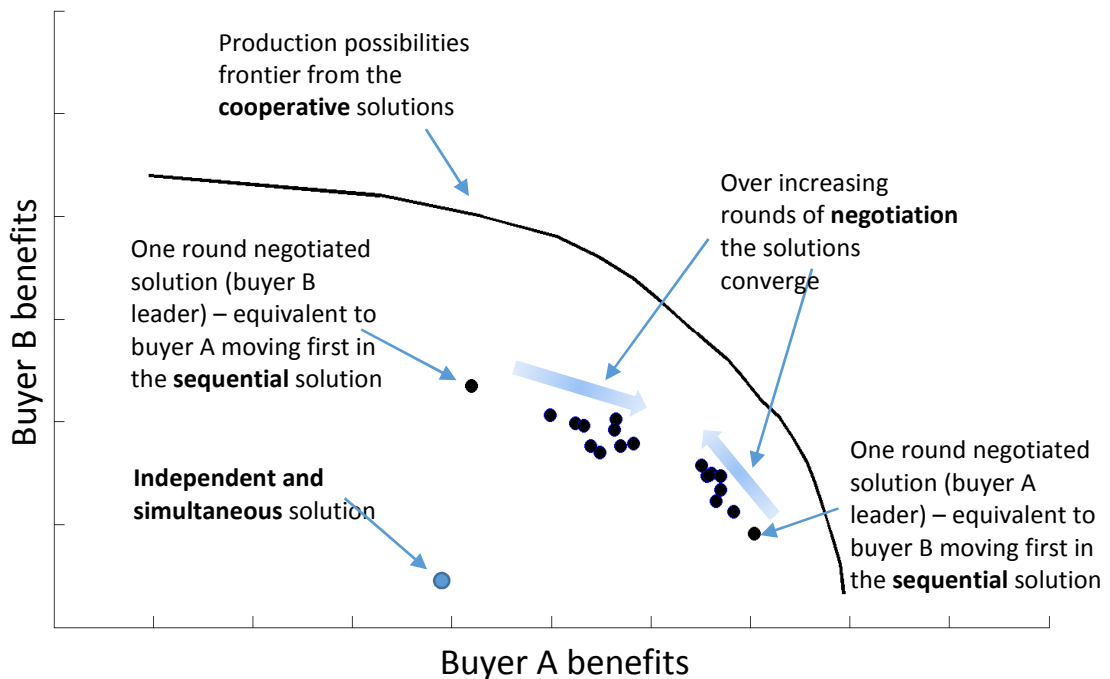 Production possibilities
frontier from the
cooperative solutions
Over increasing
rounds of negotiation
the solutions
converge
One round negotiated
solution (buyer B
leader) – equivalent to
buyer A moving first in
the sequential solution
Independent and
simultaneous solution
One round negotiated
solution (buyer A
leader) – equivalent to
buyer B moving first in
the sequential solution
Buyer B benefits
Buyer A benefits